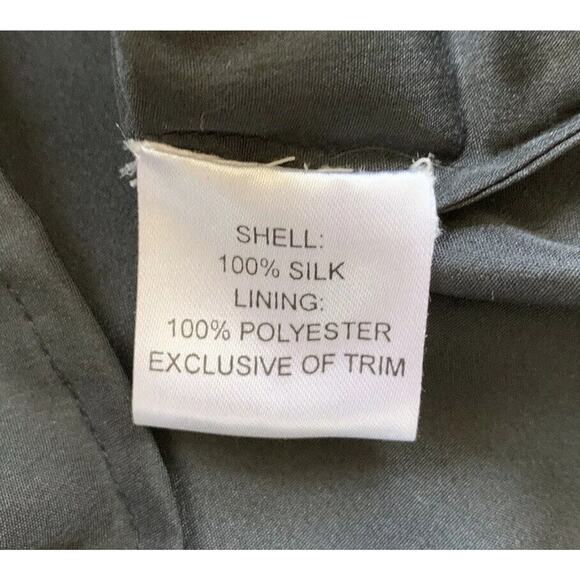 SHELL:
100% SILK
LINING:
100% POLYESTER
EXCLUSIVE OF TRIM